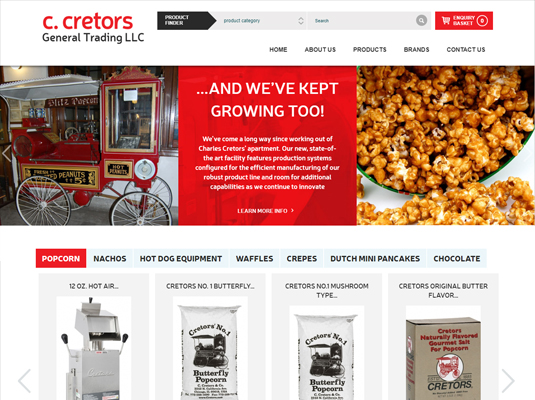 c. cretors
General Trading LLC
PRODUCT
FINDER
product category
Search
ENQUIRY
BASKET
0
HOME
ABOUT US
PRODUCTS
BRANDS
CONTACT US
...AND WE'VE KEPT
GROWING TOO!
We've come a long way since working out of
Charles Cretors' apartment. Our new, state-of-
the art facility features production systems
configured for the efficient manufacturing of our
robust product line and room for additional
capabilities as we continue to innovate
LEARN MORE INFO
HOT
PEANUTS
POPCORN
NACHOS
HOT DOG EQUIPMENT
WAFFLES
CREPES
DUTCH MINI PANCAKES
CHOCOLATE
12 OZ. HOT AIR...
CRETORS NO. 1 BUTTERFLY...
CRETORS NO.1 MUSHROOM
TYPE...
CRETORS ORIGINAL BUTTER
FLAVOR...
Cretors' No.1
Butterfly
Popcorn
Cretors' No.1
Butterfly
Popcorn
Cretors
Naturally Flavored
Gourmet Salt
For Popcorn
CRETORS